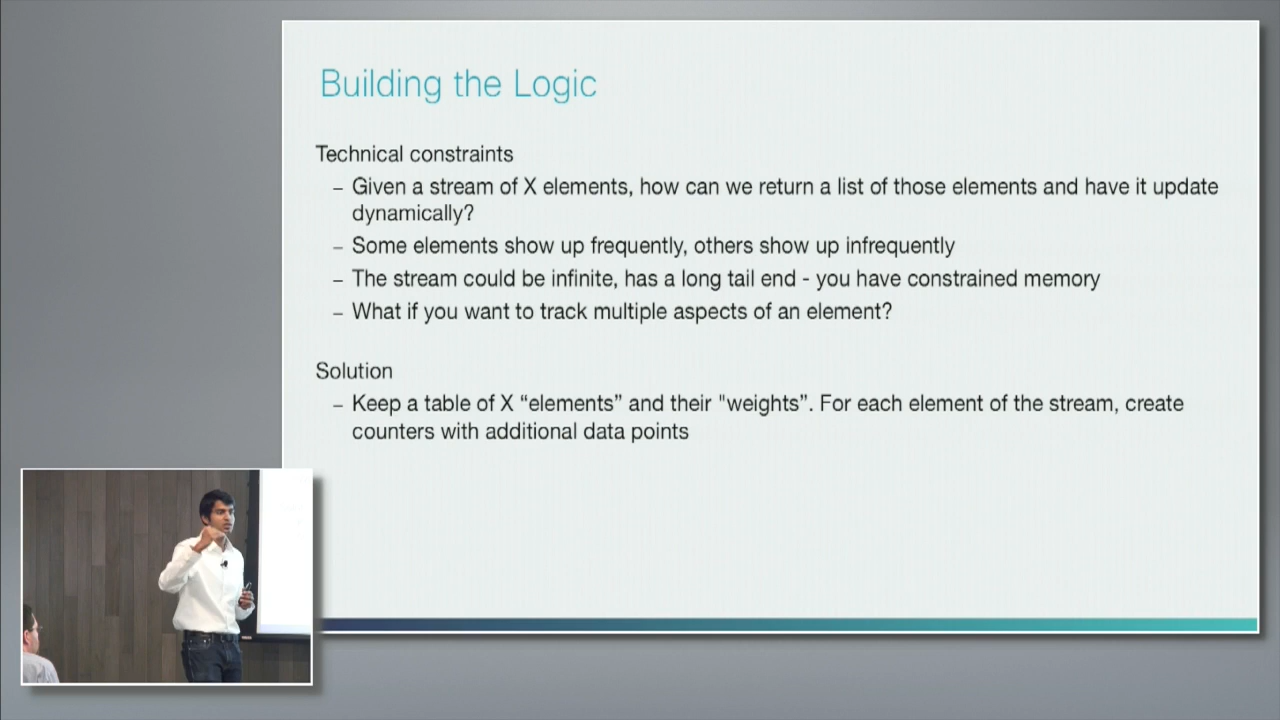 Building the Logic
Technical constraints
– Given a stream of X elements, how can we return a list of those elements and have it update
dynamically?
– Some elements show up frequently, others show up infrequently
– The stream could be infinite, has a long tail end - you have constrained memory
– What if you want to track multiple aspects of an element?
Solution
– Keep a table of X “elements” and their "weights”. For each element of the stream, create
counters with additional data points